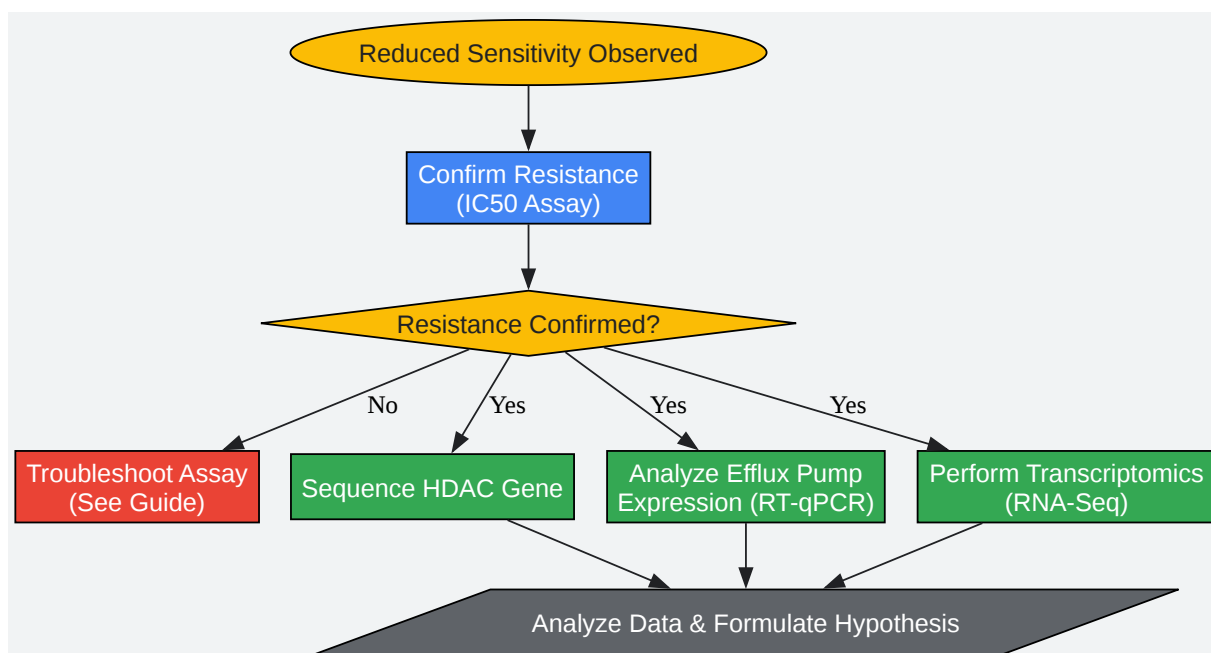 Reduced Sensitivity Observed
Confirm Resistance
(IC50 Assay)
Resistance Confirmed?
No
Yes
Yes
Yes
Troubleshoot Assay
(See Guide)
Sequence HDAC Gene
Analyze Efflux Pump
Expression (RT-qPCR)
Perform Transcriptomics
(RNA-Seq)
Analyze Data & Formulate Hypothesis